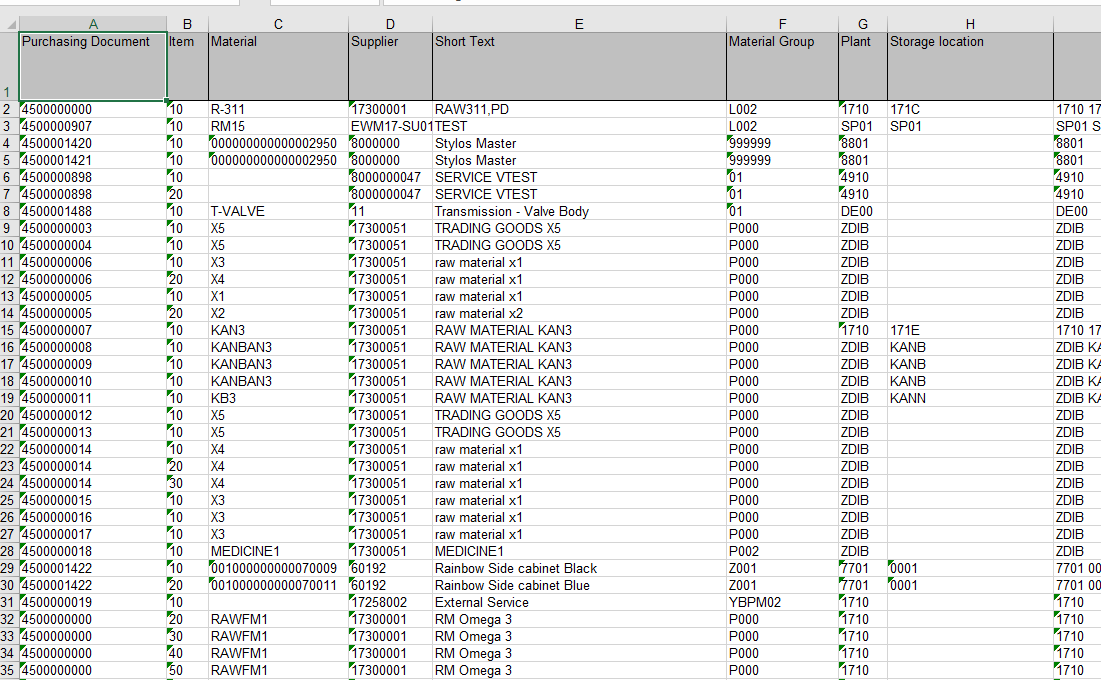 A B C D E F G H
1 Purchasing Document Item Material Supplier Short Text Material Group Plant Storage location
2 4500000000 10 R-311 17300001 RAW311,PD L002 1710 171C 1710 17
3 4500000907 10 RM15 EWM17-SU01 TEST L002 SP01 SP01 SP01 S
4 4500001420 10 000000000000002950 8000000 Stylos Master 999999 8801 8801
5 4500001421 10 000000000000002950 8000000 Stylos Master 999999 8801 8801
6 4500000898 10 8000000047 SERVICE VTEST 01 4910 4910
7 4500000898 20 8000000047 SERVICE VTEST 01 4910 4910
8 4500001488 10 T-VALVE 11 Transmission - Valve Body 01 DE00 DE00
9 4500000003 10 X5 17300051 TRADING GOODS X5 P000 ZDIB ZDIB
10 4500000004 10 X5 17300051 TRADING GOODS X5 P000 ZDIB ZDIB
11 4500000006 10 X3 17300051 raw material x1 P000 ZDIB ZDIB
12 4500000006 20 X4 17300051 raw material x1 P000 ZDIB ZDIB
13 4500000005 10 X1 17300051 raw material x1 P000 ZDIB ZDIB
14 4500000005 20 X2 17300051 raw material x2 P000 ZDIB ZDIB
15 4500000007 10 KAN3 17300051 RAW MATERIAL KAN3 P000 1710 171E 1710 17
16 4500000008 10 KANBAN3 17300051 RAW MATERIAL KAN3 P000 ZDIB KANB ZDIB KA
17 4500000009 10 KANBAN3 17300051 RAW MATERIAL KAN3 P000 ZDIB KANB ZDIB KA
18 4500000010 10 KANBAN3 17300051 RAW MATERIAL KAN3 P000 ZDIB KANB ZDIB KA
19 4500000011 10 KB3 17300051 RAW MATERIAL KAN3 P000 ZDIB KANN ZDIB KA
20 4500000012 10 X5 17300051 TRADING GOODS X5 P000 ZDIB ZDIB
21 4500000013 10 X5 17300051 TRADING GOODS X5 P000 ZDIB ZDIB
22 4500000014 10 X4 17300051 raw material x1 P000 ZDIB ZDIB
23 4500000014 20 X4 17300051 raw material x1 P000 ZDIB ZDIB
24 4500000014 30 X4 17300051 raw material x1 P000 ZDIB ZDIB
25 4500000015 10 X3 17300051 raw material x1 P000 ZDIB ZDIB
26 4500000016 10 X3 17300051 raw material x1 P000 ZDIB ZDIB
27 4500000017 10 X3 17300051 raw material x1 P000 ZDIB ZDIB
28 4500000018 10 MEDICINE1 17300051 MEDICINE1 P002 ZDIB ZDIB
29 4500001422 10 001000000000070009 60192 Rainbow Side cabinet Black Z001 7701 0001 7701 00
30 4500001422 20 001000000000070011 60192 Rainbow Side cabinet Blue Z001 7701 0001 7701 00
31 4500000019 10 17258002 External Service YBPM02 1710 1710
32 4500000000 20 RAWFM1 17300001 RM Omega 3 P000 1710 1710
33 4500000000 30 RAWFM1 17300001 RM Omega 3 P000 1710 1710
34 4500000000 40 RAWFM1 17300001 RM Omega 3 P000 1710 1710
35 4500000000 50 RAWFM1 17300001 RM Omega 3 P000 1710 1710